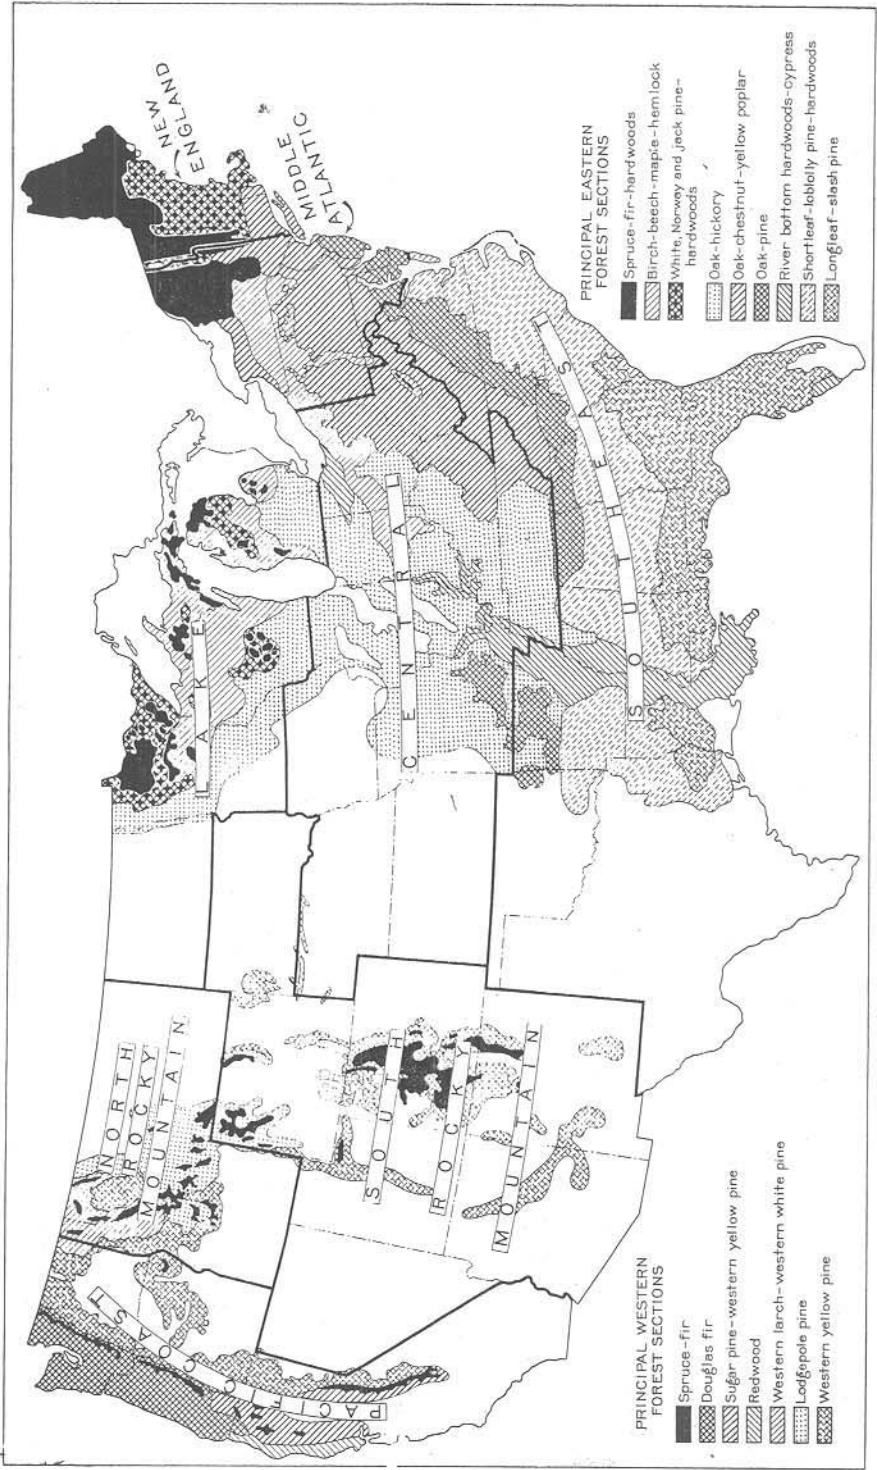 NEW
ENGLAND
MIDDLE
ATLANTIC
LAKE
CENTRAL
SOUTHEAST
NORTH
ROCKY
MOUNTAIN
SOUTH
ROCKY
MOUNTAIN
PACIFIC COAST
PRINCIPAL EASTERN
FOREST SECTIONS
Spruce-fir-hardwoods
Birch-beech-maple-hemlock
White, Norway and jack pine-
hardwoods
Oak-hickory
Oak-chestnut-yellow poplar
Oak-pine
River bottom hardwoods-cypress
Shortleaf-loblolly pine-hardwoods
Longleaf-slash pine
PRINCIPAL WESTERN
FOREST SECTIONS
Spruce-fir
Douglas fir
Sugar pine-western yellow pine
Redwood
Western larch-western white pine
Lodgepole pine
Western yellow pine